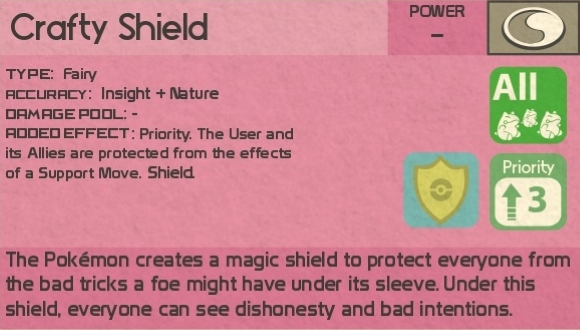 Crafty Shield
POWER
–
TYPE: Fairy
ACCURACY: Insight + Nature
DAMAGE POOL: -
ADDED EFFECT: Priority. The User and
its Allies are protected from the effects
of a Support Move. Shield.
All
Priority
3
The Pokémon creates a magic shield to protect everyone from
the bad tricks a foe might have under its sleeve. Under this
shield, everyone can see dishonesty and bad intentions.